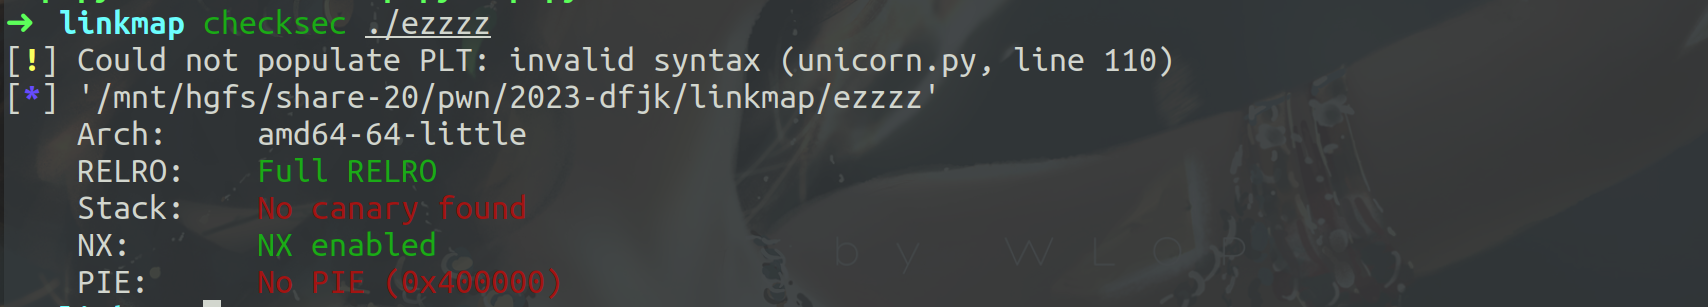 ➜ linkmap checksec ./ezzzz
[!] Could not populate PLT: invalid syntax (unicorn.py, line 110)
[*] '/mnt/hgfs/share-20/pwn/2023-dfjk/linkmap/ezzzz'
Arch: amd64-64-little
RELRO: Full RELRO
Stack: No canary found
NX: NX enabled
by WLOP
PIE: No PIE (0x400000)